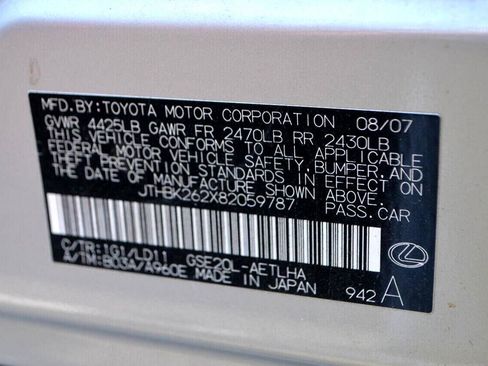 MFD.BY:TOYOTA MOTOR CORPORATION 08/07
GVWR 4425LB GAWR FR 2470LB RR 2430LB
THIS VEHICLE CONFORMS TO ALL APPLICABLE
FEDERAL MOTOR VEHICLE SAFETY, BUMPER, AND
THEFT PREVENTION STANDARDS IN EFFECT ON
THE DATE OF MANUFACTURE SHOWN ABOVE.
JTHBK262X82059787 PASS.CAR
C/TR:1G1/LD11 GSE20L-AETLHA
A/TM:B03A/A960E MADE IN JAPAN
942 A